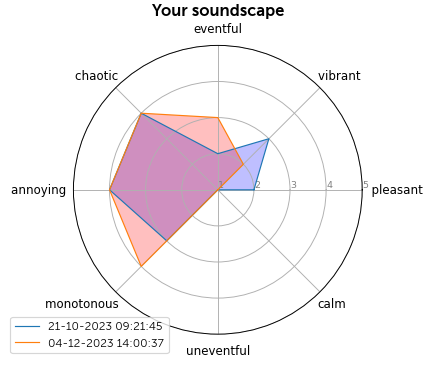 Your soundscape
eventful
chaotic
vibrant
annoying
1
2
3
4
5
pleasant
monotonous
calm
uneventful
21-10-2023 09:21:45
04-12-2023 14:00:37